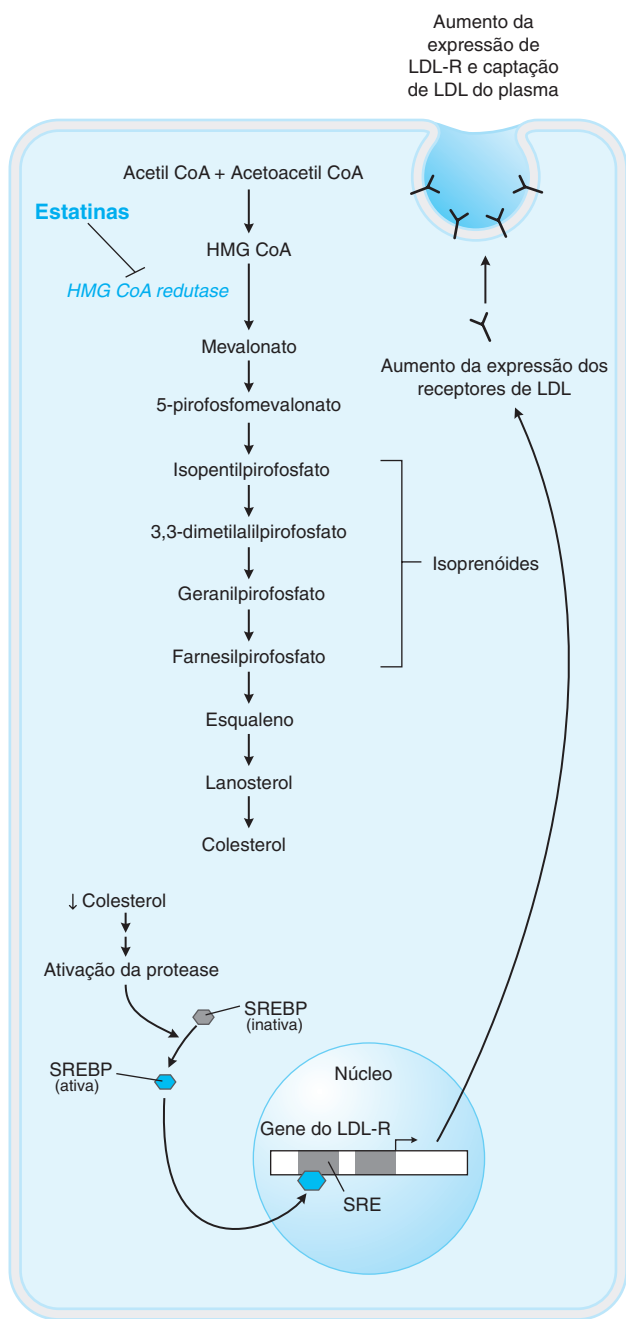 Aumento da
expressão de
LDL-R e captação
de LDL do plasma
Acetil CoA + Acetoacetil CoA
Estatinas
HMG CoA
HMG CoA redutase
Mevalonato
Aumento da expressão dos
receptores de LDL
5-pirofosfomevalonato
Isopentilpirofosfato
3,3-dimetilalilpirofosfato
Isoprenóides
Geranilpirofosfato
Farnesilpirofosfato
Esqualeno
Lanosterol
Colesterol
↓ Colesterol
Ativação da protease
SREBP
(inativa)
SREBP
(ativa)
Núcleo
Gene do LDL-R
SRE